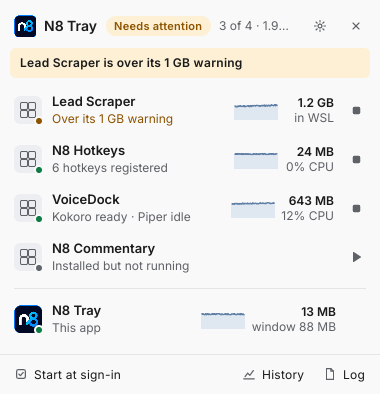 n8 N8 Tray Needs attention 3 of 4 · 1.9...
Lead Scraper is over its 1 GB warning
Lead Scraper 1.2 GB
Over its 1 GB warning in WSL
N8 Hotkeys 24 MB
6 hotkeys registered 0% CPU
VoiceDock 643 MB
Kokoro ready · Piper idle 12% CPU
N8 Commentary
Installed but not running
n8 N8 Tray 13 MB
This app window 88 MB
Start at sign-in History Log